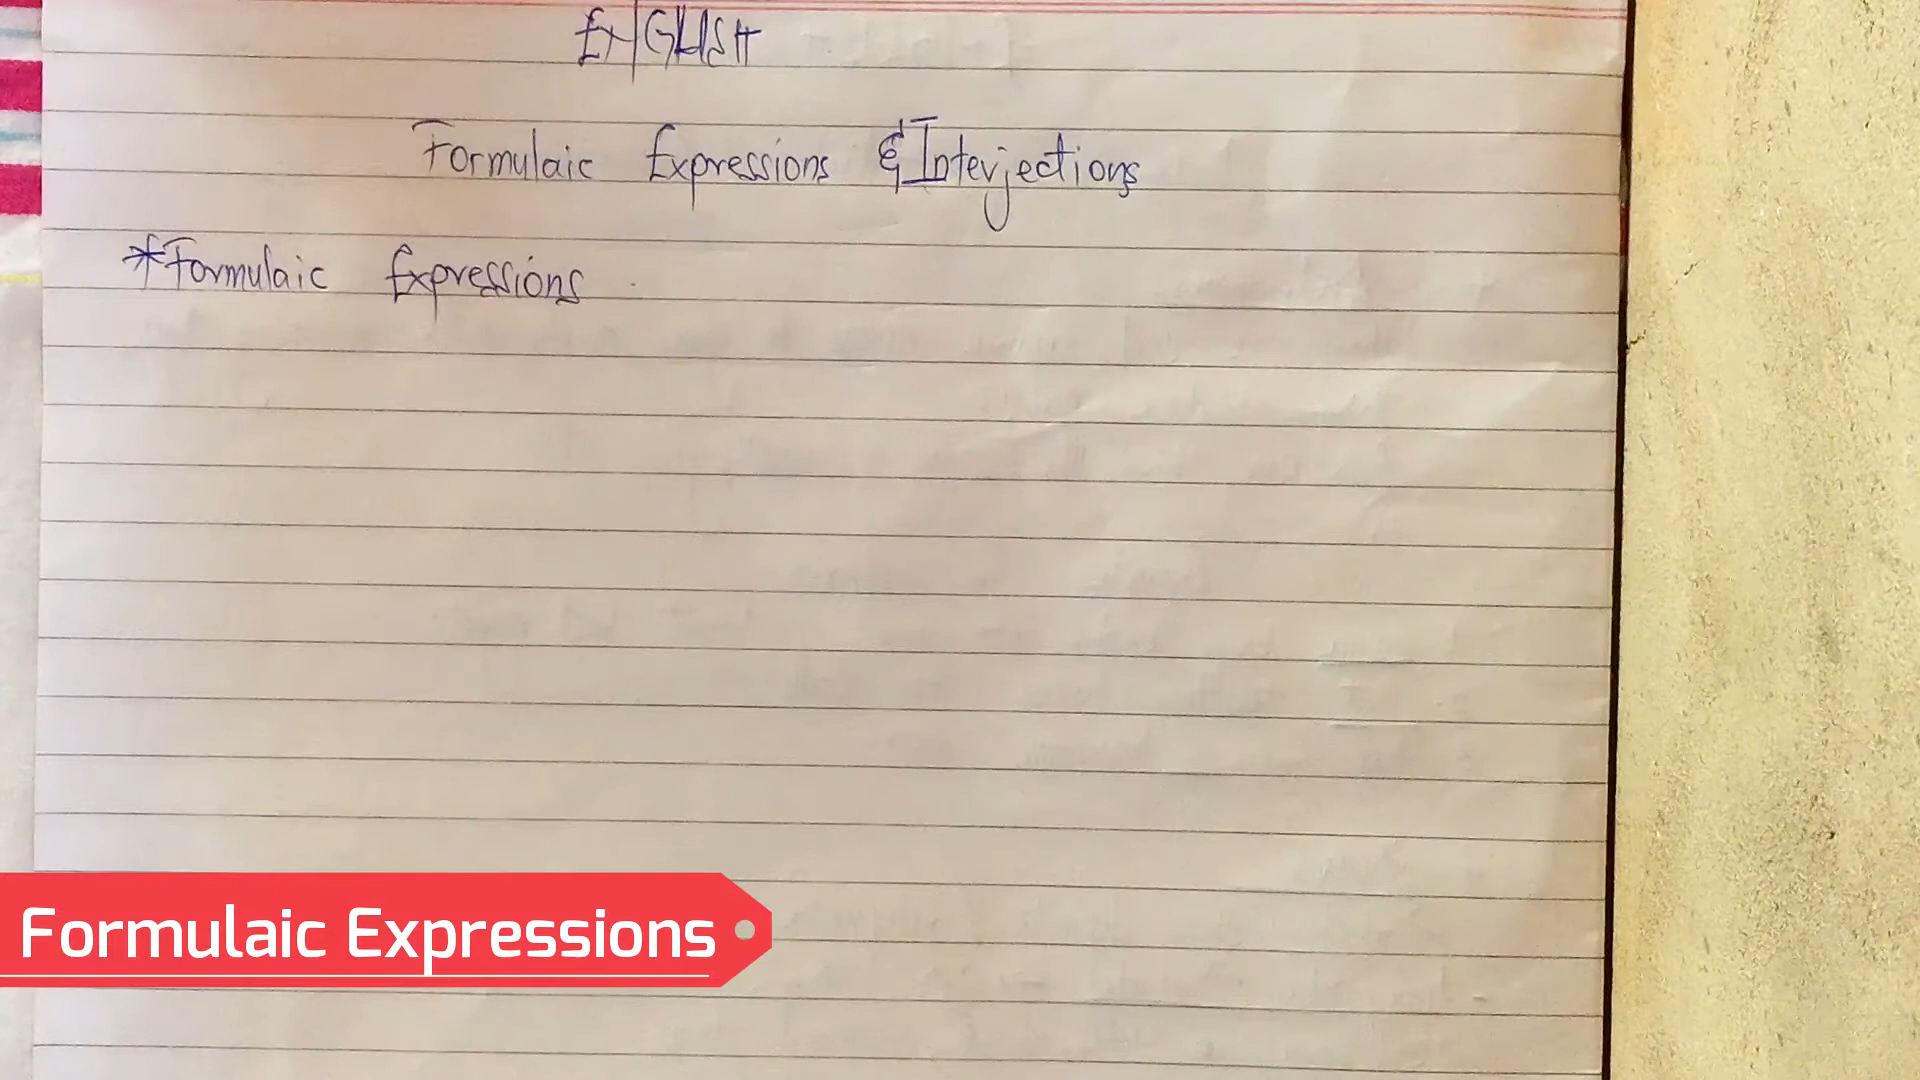 ENGLISH
Formulaic Expressions & Interjections
*Formulaic Expressions
Formulaic Expressions